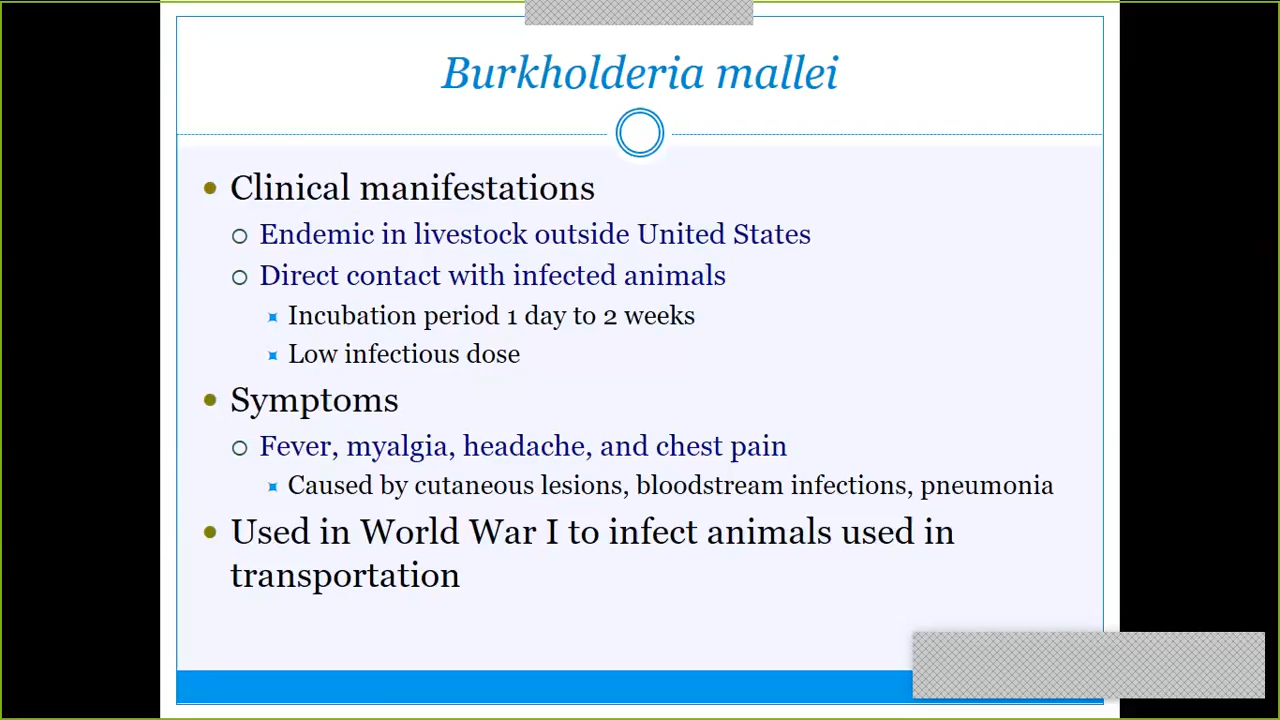 Burkholderia mallei
Clinical manifestations
Endemic in livestock outside United States
Direct contact with infected animals
Incubation period 1 day to 2 weeks
Low infectious dose
Symptoms
Fever, myalgia, headache, and chest pain
Caused by cutaneous lesions, bloodstream infections, pneumonia
Used in World War I to infect animals used in
transportation